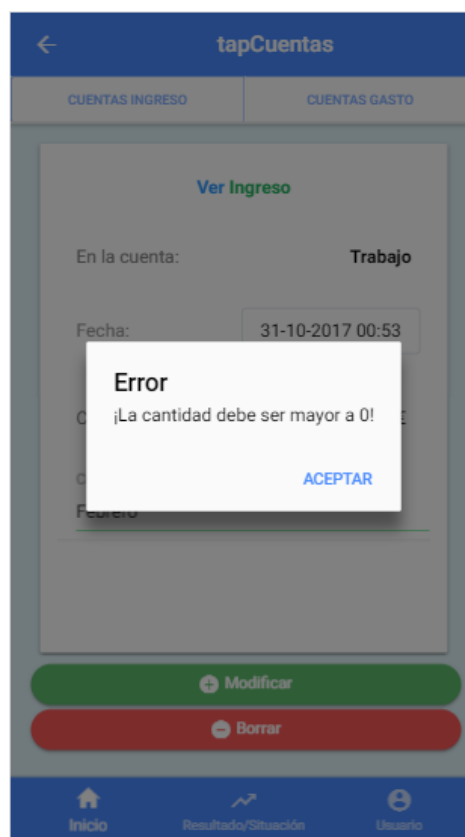 tapCuentas
CUENTAS INGRESO CUENTAS GASTO
Ver Ingreso
En la cuenta: Trabajo
Fecha: 31-10-2017 00:53
Error
¡La cantidad debe ser mayor a 0!
ACEPTAR
Febrero
Modificar
Borrar
Inicio Resultado/Situación Usuario